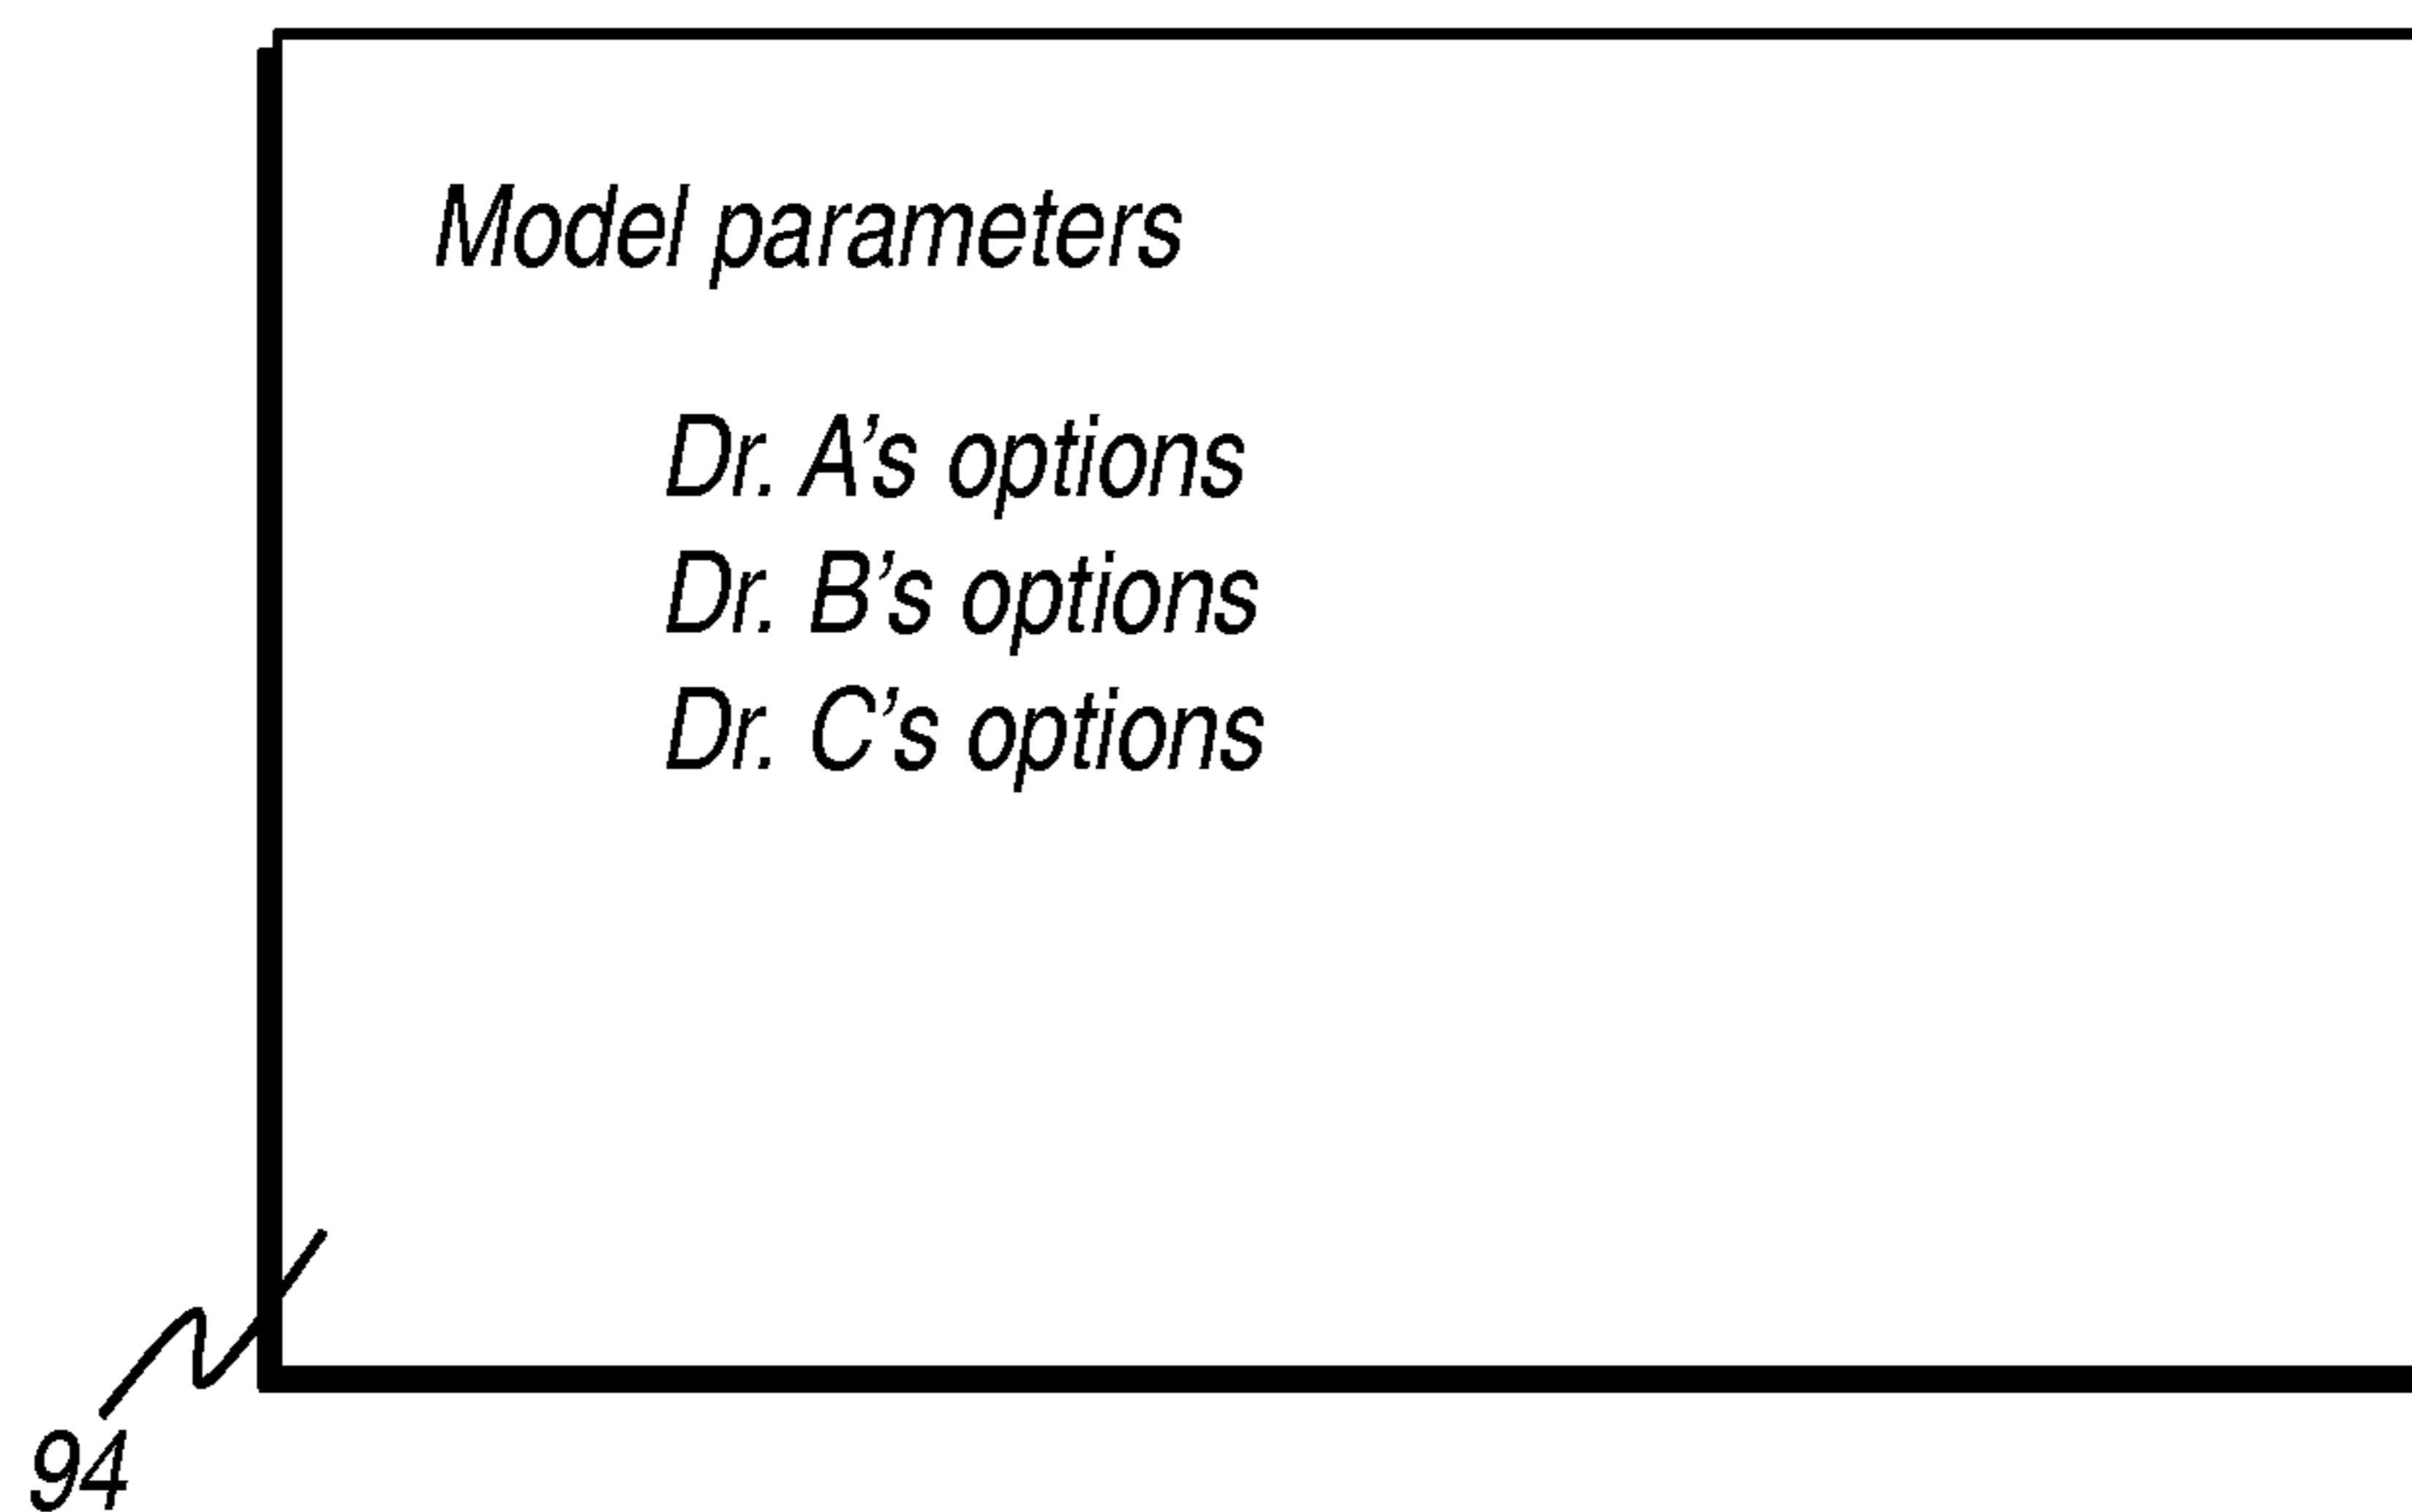 Model parameters
Dr. A's options
Dr. B's options
Dr. C's options
94